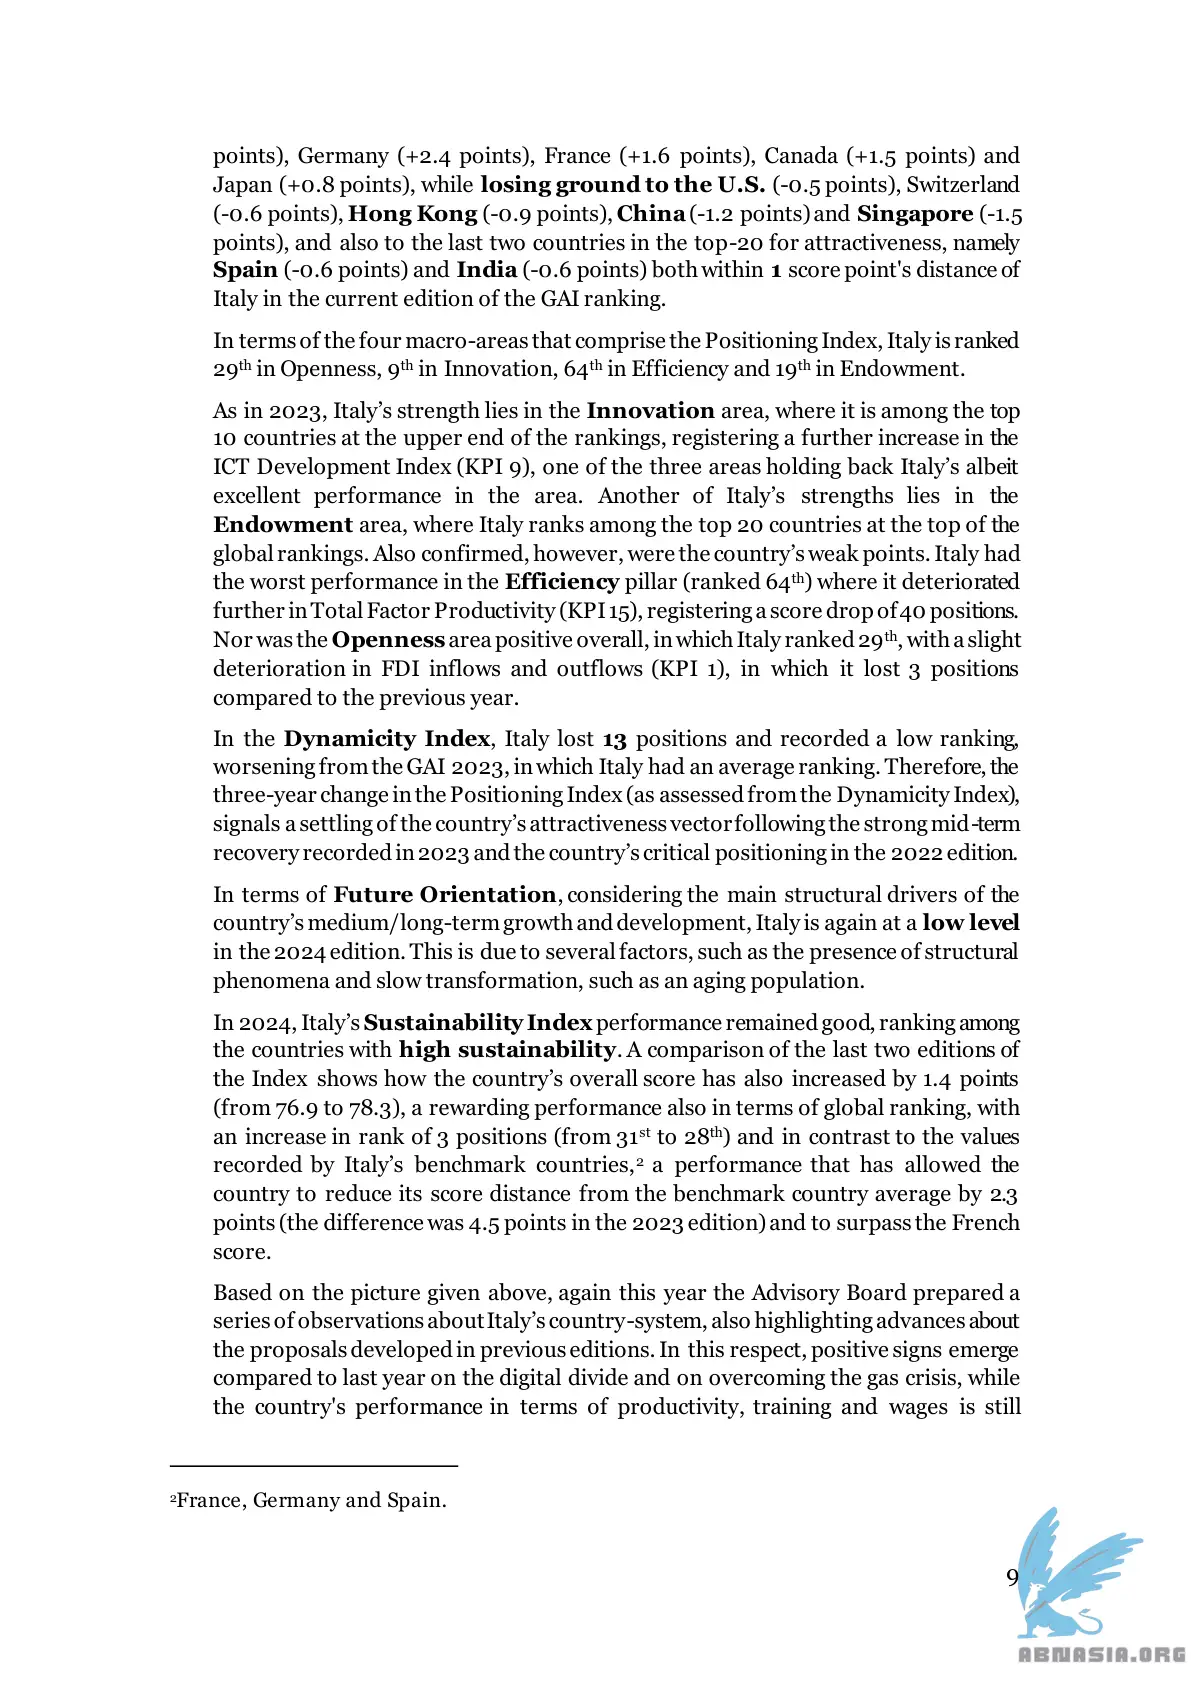 points), Germany (+2.4 points), France (+1.6 points), Canada (+1.5 points) and
Japan (+0.8 points), while losing ground to the U.S. (-0.5 points), Switzerland
(-0.6 points), Hong Kong (-0.9 points), China (-1.2 points) and Singapore (-1.5
points), and also to the last two countries in the top-20 for attractiveness, namely
Spain (-0.6 points) and India (-0.6 points) both within 1 score point's distance of
Italy in the current edition of the GAI ranking.
In terms of the four macro-areas that comprise the Positioning Index, Italy is ranked
29th in Openness, 9th in Innovation, 64th in Efficiency and 19th in Endowment.
As in 2023, Italy’s strength lies in the Innovation area, where it is among the top
10 countries at the upper end of the rankings, registering a further increase in the
ICT Development Index (KPI 9), one of the three areas holding back Italy’s albeit
excellent performance in the area. Another of Italy’s strengths lies in the
Endowment area, where Italy ranks among the top 20 countries at the top of the
global rankings. Also confirmed, however, were the country’s weak points. Italy had
the worst performance in the Efficiency pillar (ranked 64th) where it deteriorated
further in Total Factor Productivity (KPI 15), registering a score drop of 40 positions.
Nor was the Openness area positive overall, in which Italy ranked 29th, with a slight
deterioration in FDI inflows and outflows (KPI 1), in which it lost 3 positions
compared to the previous year.
In the Dynamicity Index, Italy lost 13 positions and recorded a low ranking,
worsening from the GAI 2023, in which Italy had an average ranking. Therefore, the
three-year change in the Positioning Index (as assessed from the Dynamicity Index),
signals a settling of the country’s attractiveness vector following the strong mid-term
recovery recorded in 2023 and the country’s critical positioning in the 2022 edition.
In terms of Future Orientation, considering the main structural drivers of the
country’s medium/long-term growth and development, Italy is again at a low level
in the 2024 edition. This is due to several factors, such as the presence of structural
phenomena and slow transformation, such as an aging population.
In 2024, Italy’s Sustainability Index performance remained good, ranking among
the countries with high sustainability. A comparison of the last two editions of
the Index shows how the country’s overall score has also increased by 1.4 points
(from 76.9 to 78.3), a rewarding performance also in terms of global ranking, with
an increase in rank of 3 positions (from 31st to 28th) and in contrast to the values
recorded by Italy’s benchmark countries,2 a performance that has allowed the
country to reduce its score distance from the benchmark country average by 2.3
points (the difference was 4.5 points in the 2023 edition) and to surpass the French
score.
Based on the picture given above, again this year the Advisory Board prepared a
series of observations about Italy’s country-system, also highlighting advances about
the proposals developed in previous editions. In this respect, positive signs emerge
compared to last year on the digital divide and on overcoming the gas crisis, while
the country's performance in terms of productivity, training and wages is still
2France, Germany and Spain.
9
ABNASIA.ORG